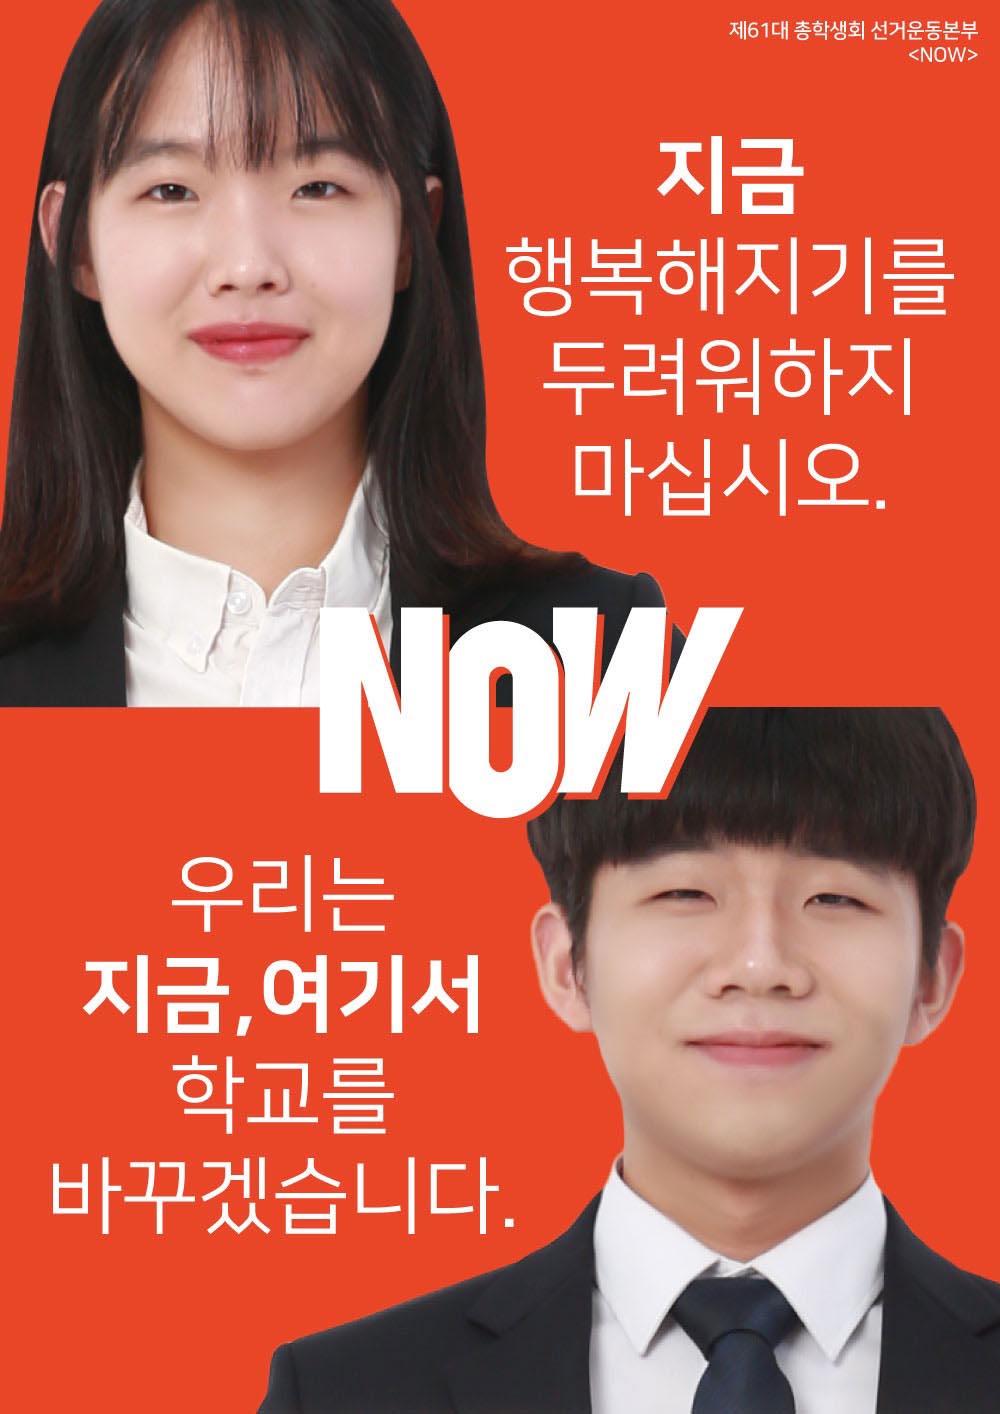 제61대 총학생회 선거운동본부
<NOW>
지금
행복해지기를
두려워하지
마십시오.
NOW
우리는
지금,여기서
학교를
바꾸겠습니다.